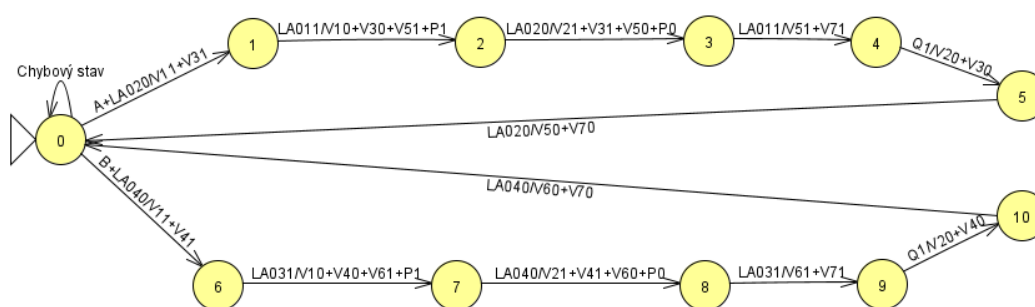 Chybový stav
0
A+LA020/V11+V31
1
LA011/V10+V30+V51+P1
2
LA020/V21+V31+V50+P0
3
LA011/V51+V71
4
Q1/V20+V30
5
LA020/V50+V70
B+LA040/V11+V41
6
LA031/V10+V40+V61+P1
7
LA040/V21+V41+V60+P0
8
LA031/V61+V71
9
Q1/V20+V40
10
LA040/V60+V70